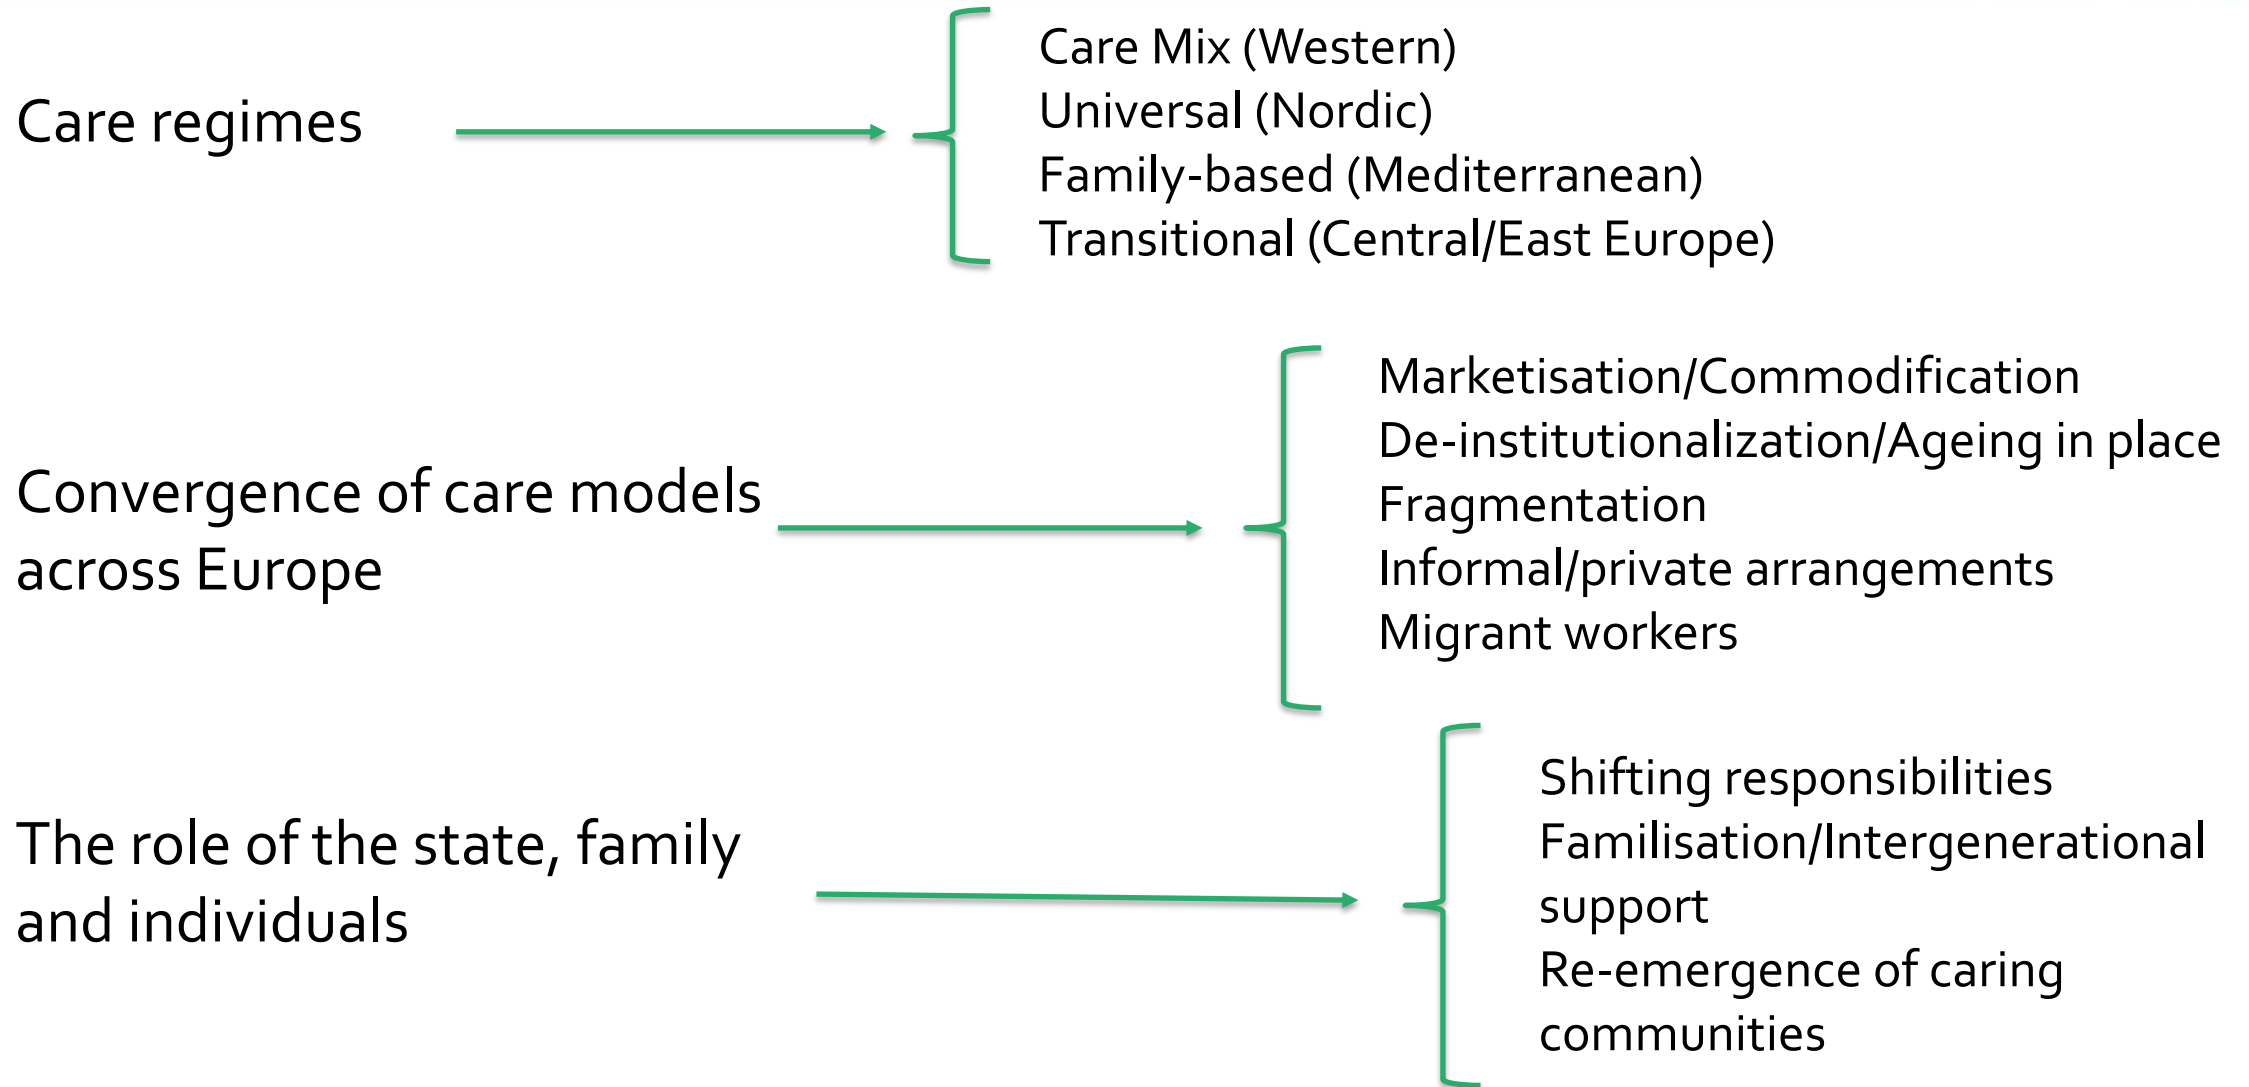 Care regimes
Care Mix (Western)
Universal (Nordic)
Family-based (Mediterranean)
Transitional (Central/East Europe)
Convergence of care models
across Europe
Marketisation/Commodification
De-institutionalization/Ageing in place
Fragmentation
Informal/private arrangements
Migrant workers
The role of the state, family
and individuals
Shifting responsibilities
Familisation/Intergenerational
support
Re-emergence of caring
communities